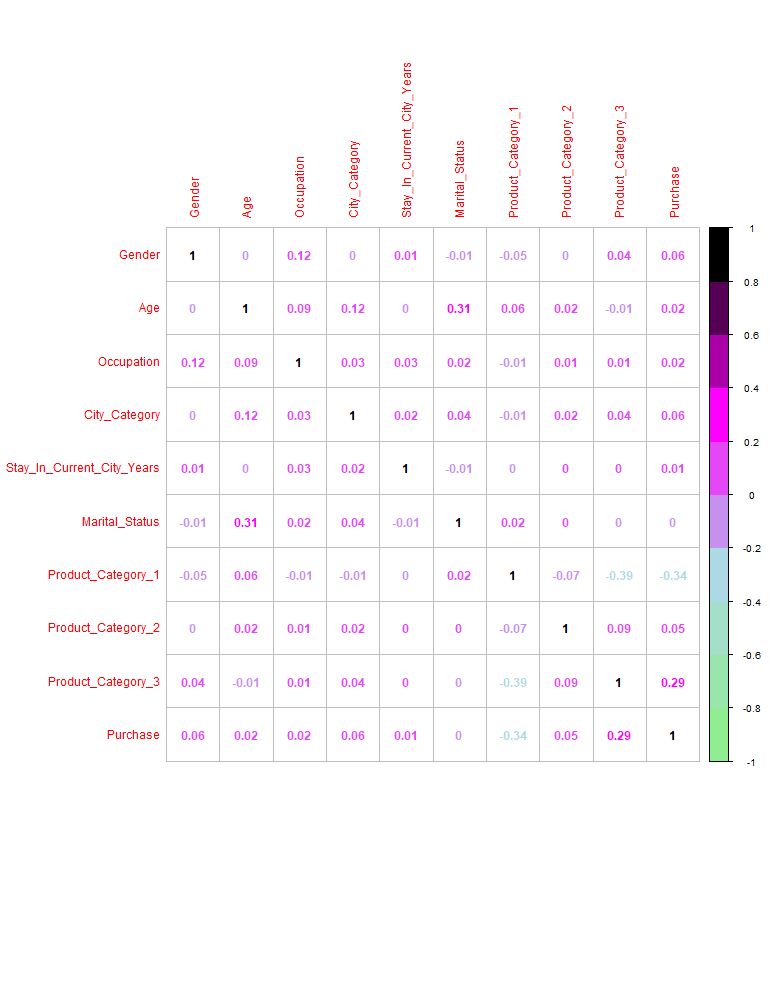 Gender Age Occupation City_Category Stay_In_Current_City_Years Marital_Status Product_Category_1 Product_Category_2 Product_Category_3 Purchase
Gender 1 0 0.12 0 0.01 -0.01 -0.05 0 0.04 0.06
Age 0 1 0.09 0.12 0 0.31 0.06 0.02 -0.01 0.02
Occupation 0.12 0.09 1 0.03 0.03 0.02 -0.01 0.01 0.01 0.02
City_Category 0 0.12 0.03 1 0.02 0.04 -0.01 0.02 0.04 0.06
Stay_In_Current_City_Years 0.01 0 0.03 0.02 1 -0.01 0 0 0 0.01
Marital_Status -0.01 0.31 0.02 0.04 -0.01 1 0.02 0 0 0
Product_Category_1 -0.05 0.06 -0.01 -0.01 0 0.02 1 -0.07 -0.39 -0.34
Product_Category_2 0 0.02 0.01 0.02 0 0 -0.07 1 0.09 0.05
Product_Category_3 0.04 -0.01 0.01 0.04 0 0 -0.39 0.09 1 0.29
Purchase 0.06 0.02 0.02 0.06 0.01 0 -0.34 0.05 0.29 1
1
0.8
0.6
0.4
0.2
0
-0.2
-0.4
-0.6
-0.8
-1